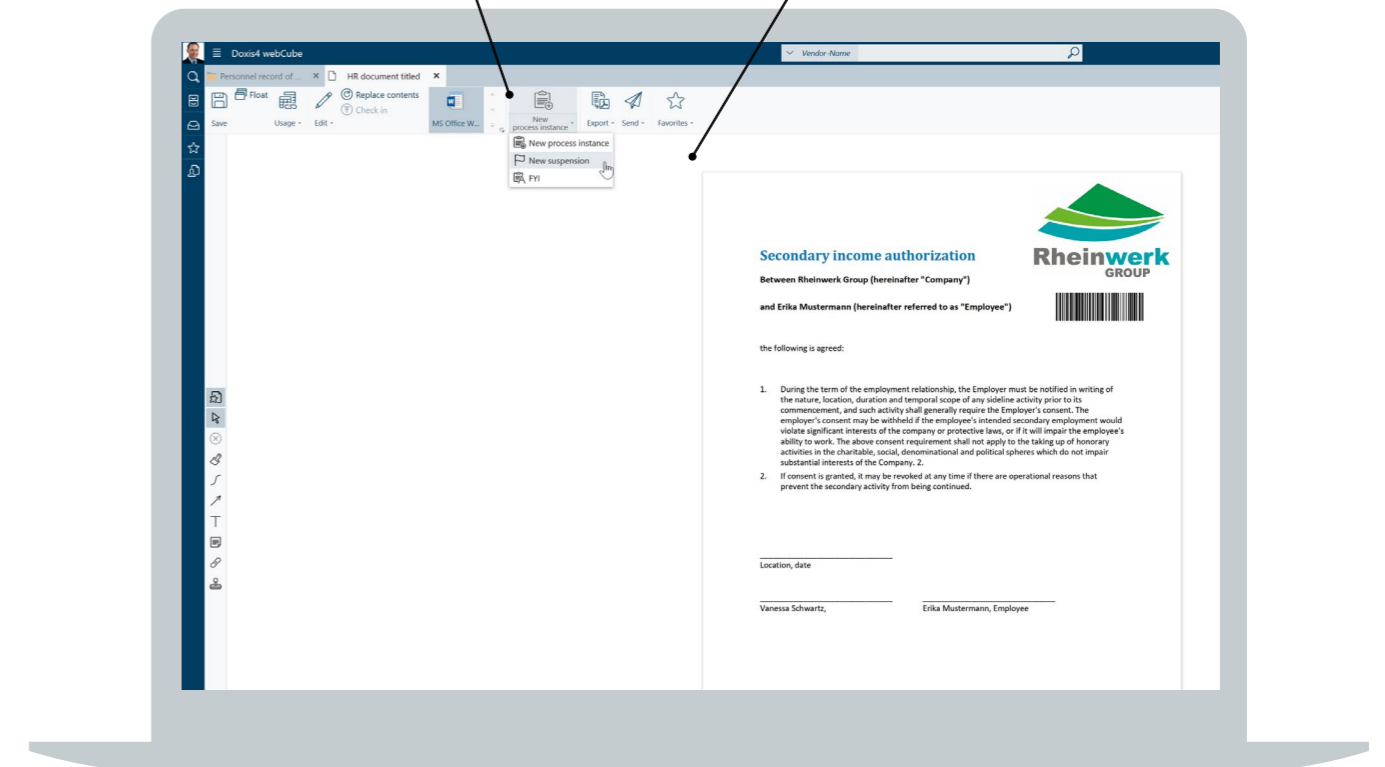 Doxis4 webCube
Vendor-Name
Personnel record of ...
HR document titled
Float
Replace contents
Check in
Save
Usage
Edit
MS Office W...
New
process instance
Export
Send
Favorites
New process instance
New suspension
FYI
Rheinwerk
GROUP
Secondary income authorization
Between Rheinwerk Group (hereinafter "Company")
and Erika Mustermann (hereinafter referred to as "Employee")
the following is agreed:
1. During the term of the employment relationship, the Employer must be notified in writing of
the nature, location, duration and temporal scope of any sideline activity prior to its
commencement, and such activity shall generally require the Employer's consent. The
employer's consent may be withheld if the employee's intended secondary employment would
violate significant interests of the company or protective laws, or if it will impair the employee's
ability to work. The above consent requirement shall not apply to the taking up of honorary
activities in the charitable, social, denominational and political spheres which do not impair
substantial interests of the Company. 2.
2. If consent is granted, it may be revoked at any time if there are operational reasons that
prevent the secondary activity from being continued.
Location, date
Vanessa Schwartz,
Erika Mustermann, Employee